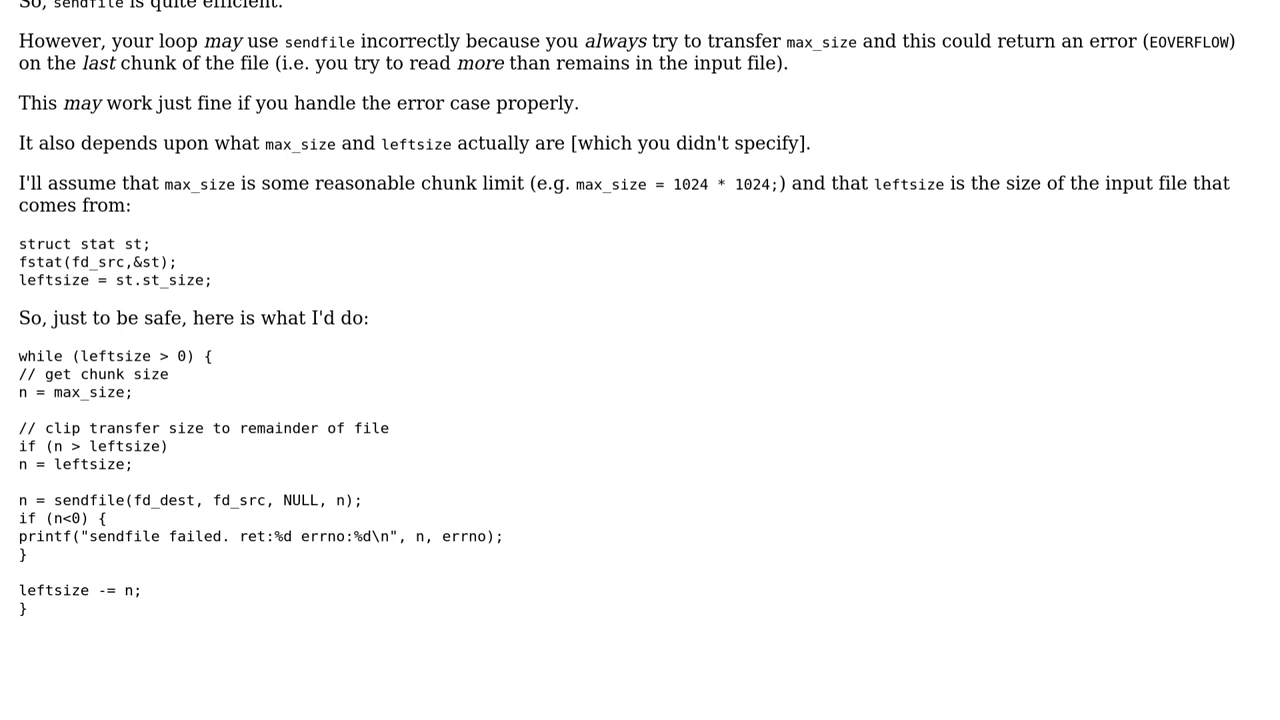 So, sendfile is quite efficient.
However, your loop may use sendfile incorrectly because you always try to transfer max_size and this could return an error (EOVERFLOW)
on the last chunk of the file (i.e. you try to read more than remains in the input file).
This may work just fine if you handle the error case properly.
It also depends upon what max_size and leftsize actually are [which you didn't specify].
I'll assume that max_size is some reasonable chunk limit (e.g. max_size = 1024 * 1024;) and that leftsize is the size of the input file that
comes from:
struct stat st;
fstat(fd_src,&st);
leftsize = st.st_size;
So, just to be safe, here is what I'd do:
while (leftsize > 0) {
// get chunk size
n = max_size;
// clip transfer size to remainder of file
if (n > leftsize)
n = leftsize;
n = sendfile(fd_dest, fd_src, NULL, n);
if (n<0) {
printf("sendfile failed. ret:%d errno:%d\n", n, errno);
}
leftsize -= n;
}